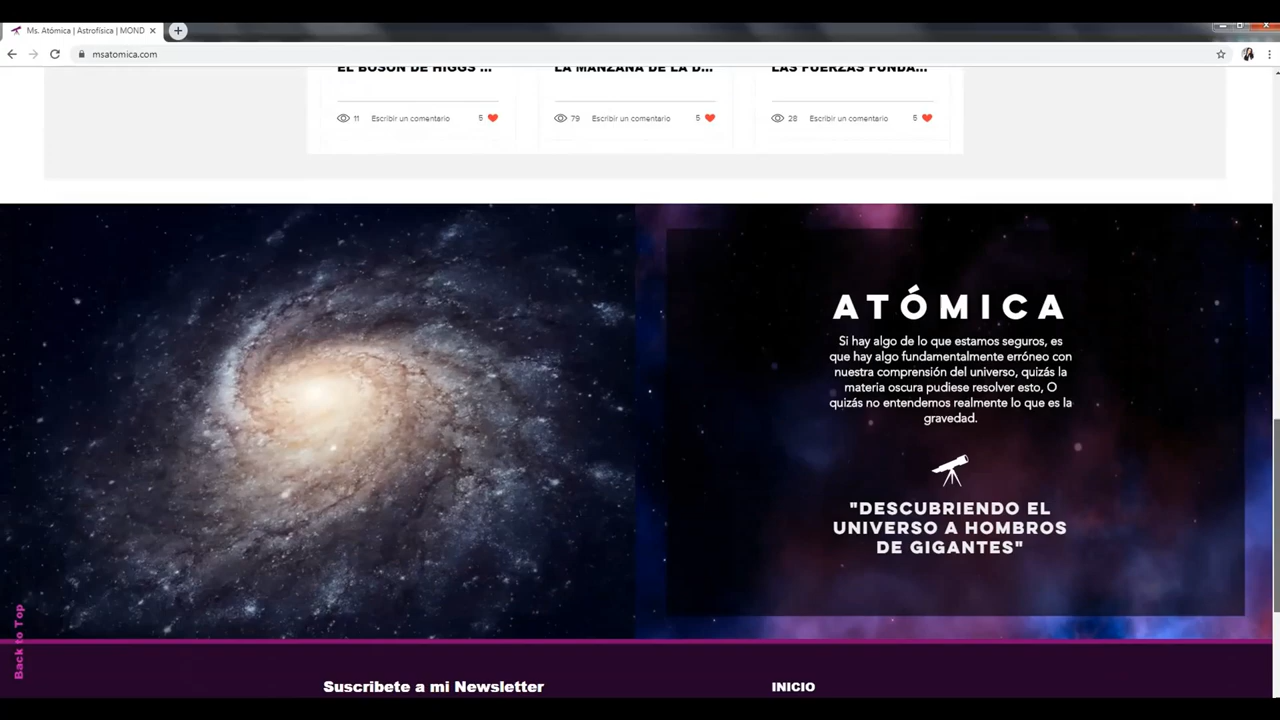 Ms. Atómica | Astrofísica | MOND
msatomica.com
EL BOSÓN DE HIGGS ...
LA MANZANA DE LA D...
LAS FUERZAS FUNDA...
11 Escribir un comentario 5
79 Escribir un comentario 5
28 Escribir un comentario 5
ATÓMICA
Si hay algo de lo que estamos seguros, es
que hay algo fundamentalmente erróneo con
nuestra comprensión del universo, quizás la
materia oscura pudiese resolver esto, O
quizás no entendemos realmente lo que es la
gravedad.
"DESCUBRIENDO EL
UNIVERSO A HOMBROS
DE GIGANTES"
Back to Top
Suscribete a mi Newsletter
INICIO